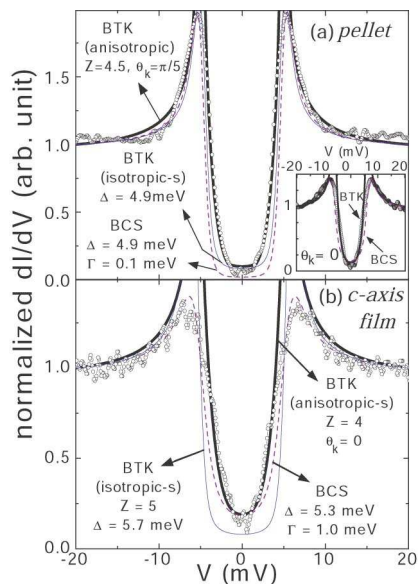 normalized dI/dV (arb. unit)
(a) pellet
BTK
(anisotropic)
Z=4.5, θk=π/5
1.0
0.5
0.0
BTK
(isotropic-s)
Δ = 4.9meV
BCS
Δ = 4.9 meV
Γ = 0.1 meV
V (mV)
-20 -10 0 10 20
1
0
BTK
BCS
θk = 0
(b) c-axis
film
1.0
0.5
0.0
BTK
(anisotropic-s)
Z = 4
θk= 0
BTK
(isotropic-s)
Z = 5
Δ = 5.7 meV
BCS
Δ = 5.3 meV
Γ = 1.0 meV
-20 -10 0 10 20
V (mV)